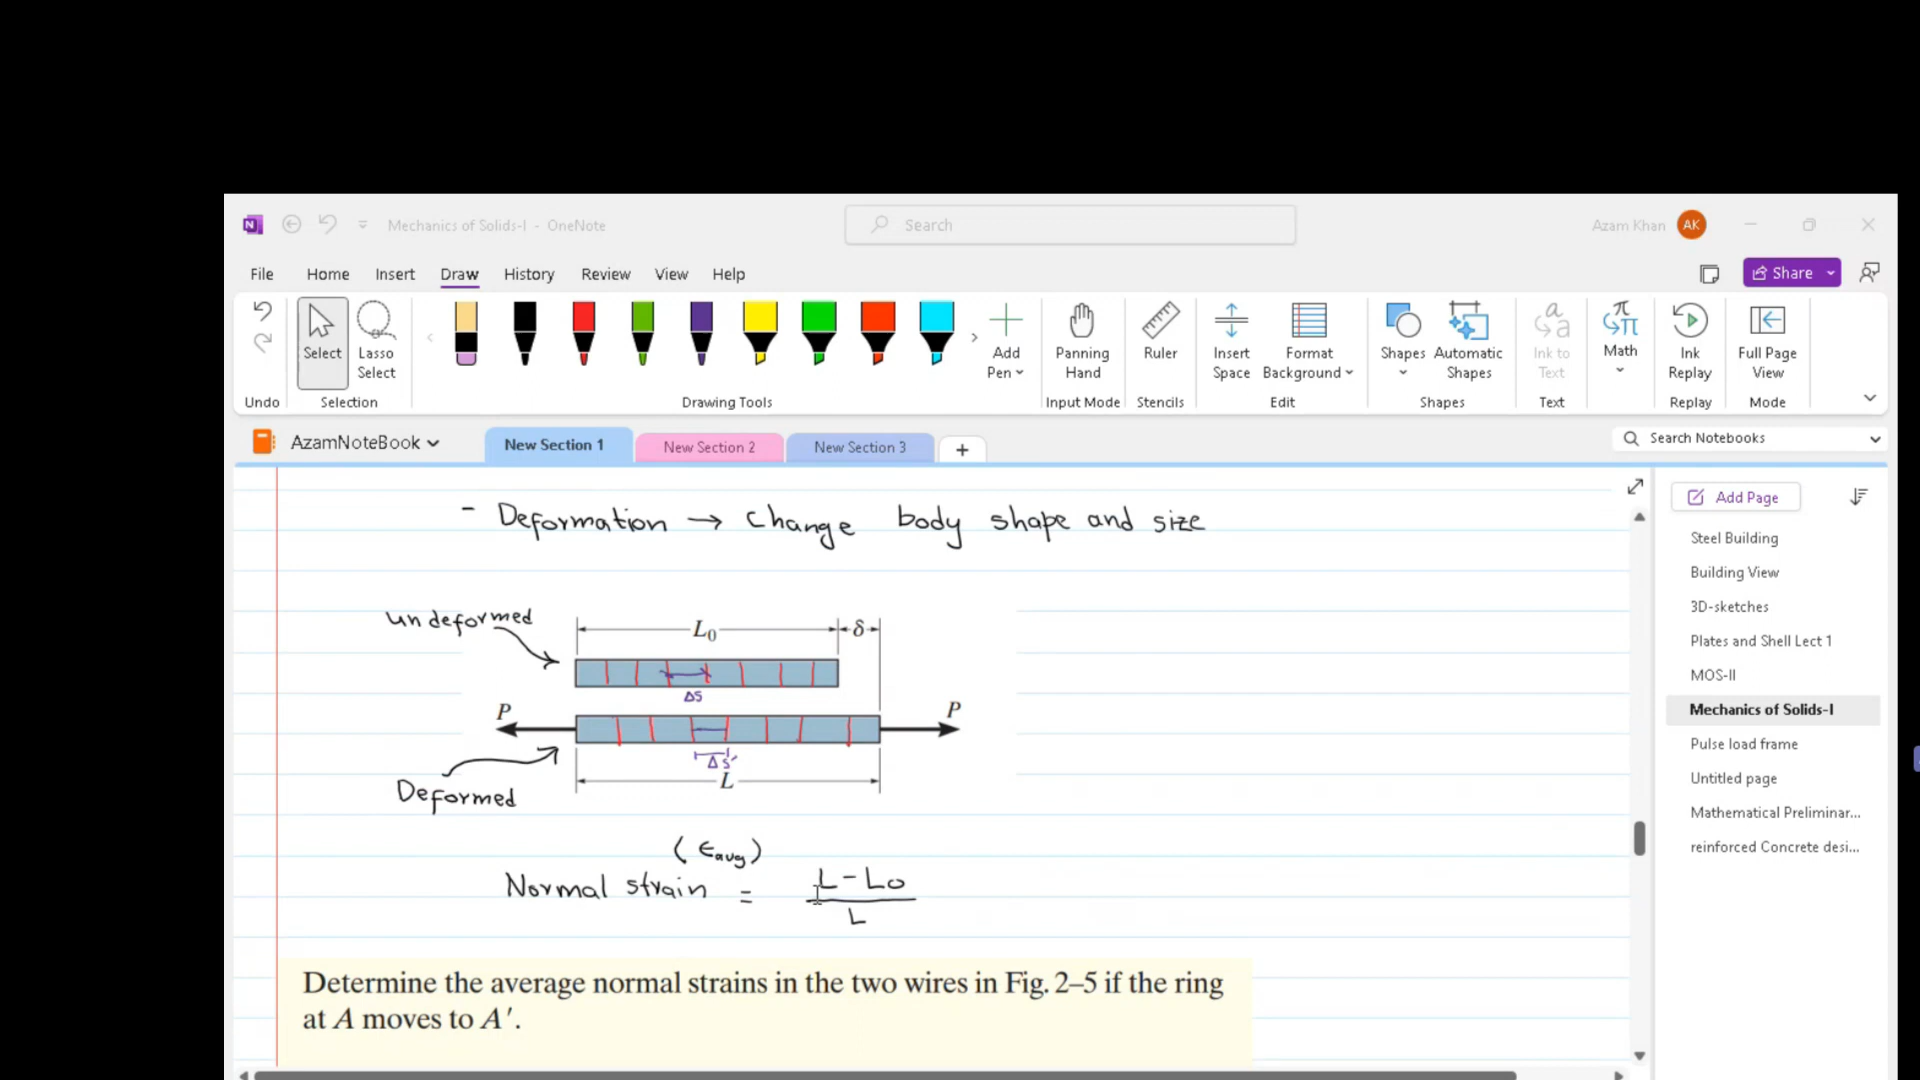 Mechanics of Solids-I - OneNote
Search
Azam Khan
AK
File Home Insert Draw History Review View Help
Share
Select
Lasso Select
Add Pen
Panning Hand
Ruler
Insert Space
Format Background
Shapes
Automatic Shapes
Ink to Text
Math
Ink Replay
Full Page View
Undo Selection Drawing Tools Input Mode Stencils Edit Shapes Text Replay Mode
AzamNoteBook
New Section 1 New Section 2 New Section 3 +
Search Notebooks
- Deformation → change body shape and size
undeformed
L0 δ
ΔS
P P
ΔS'
L
Deformed
(ϵavg)
Normal strain = L - L0
L
Determine the average normal strains in the two wires in Fig. 2–5 if the ring
at A moves to A′.
Add Page
Steel Building
Building View
3D-sketches
Plates and Shell Lect 1
MOS-II
Mechanics of Solids-I
Pulse load frame
Untitled page
Mathematical Preliminar...
reinforced Concrete desi...